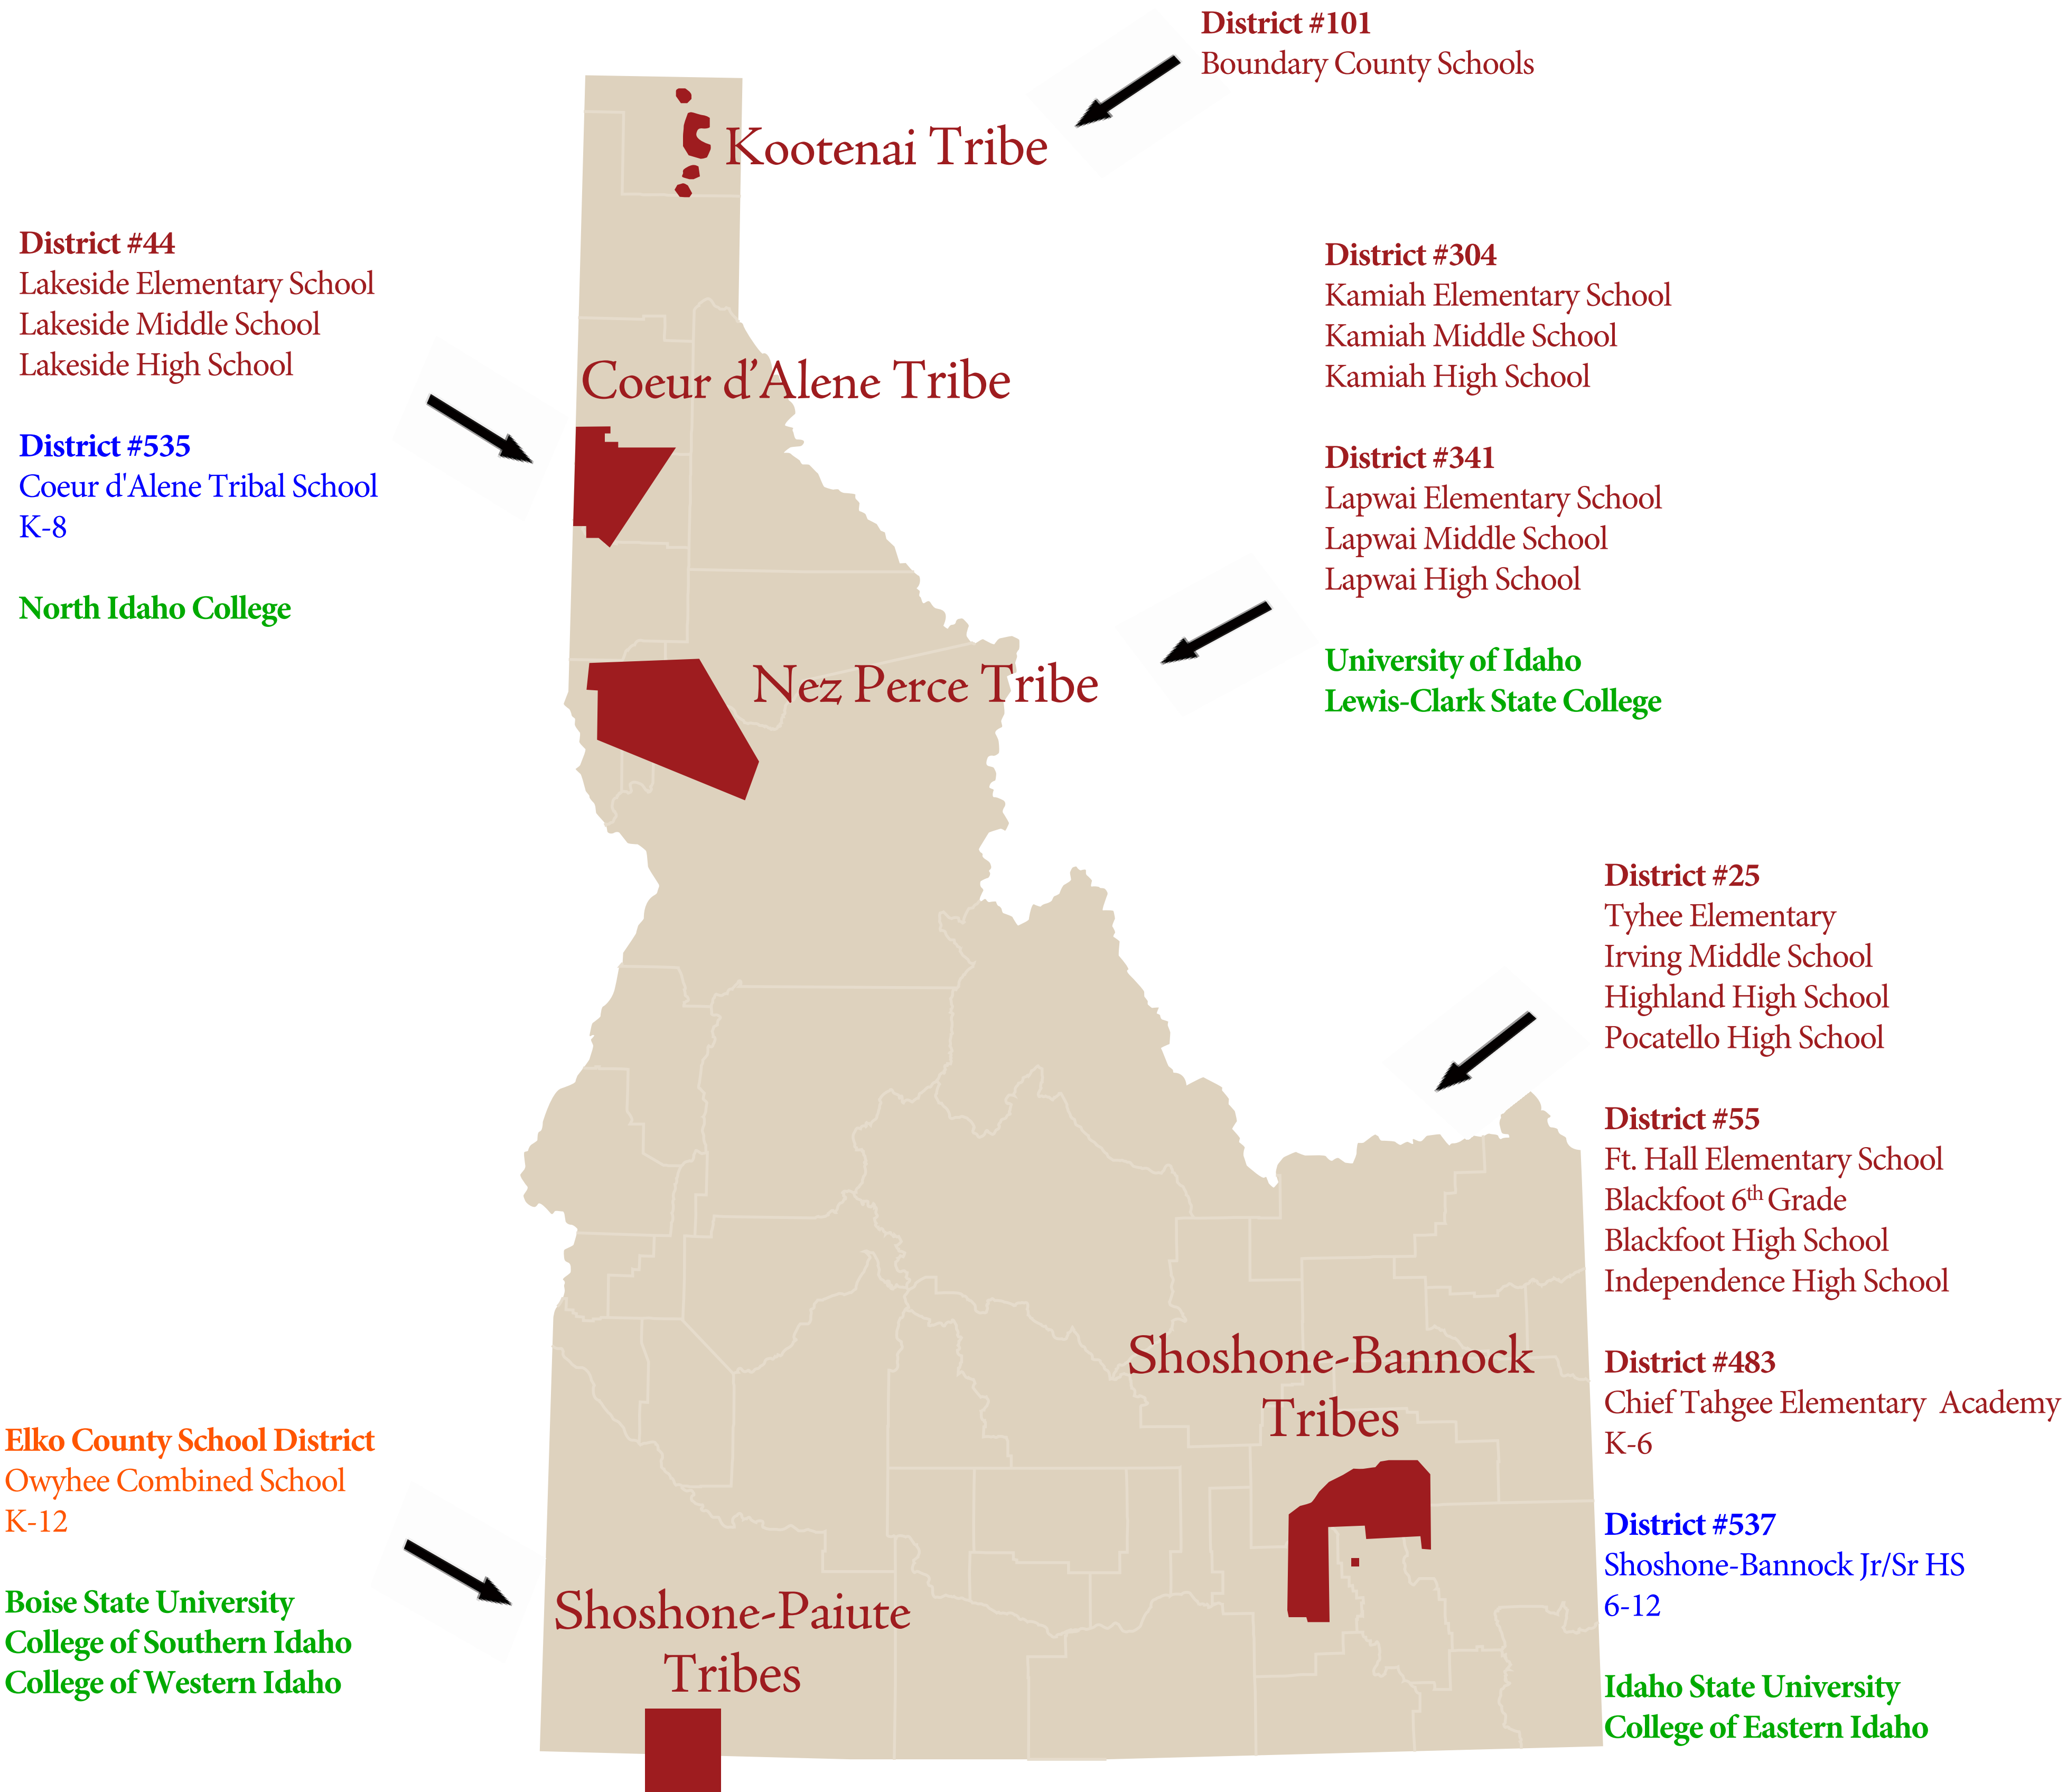 District #101
Boundary County Schools
Kootenai Tribe
District #44
Lakeside Elementary School
Lakeside Middle School
Lakeside High School
District #535
Coeur d'Alene Tribal School
K-8
North Idaho College
Coeur d’Alene Tribe
District #304
Kamiah Elementary School
Kamiah Middle School
Kamiah High School
District #341
Lapwai Elementary School
Lapwai Middle School
Lapwai High School
University of Idaho
Lewis-Clark State College
Nez Perce Tribe
District #25
Tyhee Elementary
Irving Middle School
Highland High School
Pocatello High School
District #55
Ft. Hall Elementary School
Blackfoot 6th Grade
Blackfoot High School
Independence High School
District #483
Chief Tahgee Elementary  Academy
K-6
District #537
Shoshone-Bannock Jr/Sr HS
6-12
Idaho State University
College of Eastern Idaho
Shoshone-Bannock
Tribes
Elko County School District
Owyhee Combined School
K-12
Boise State University
College of Southern Idaho
College of Western Idaho
Shoshone-Paiute
Tribes